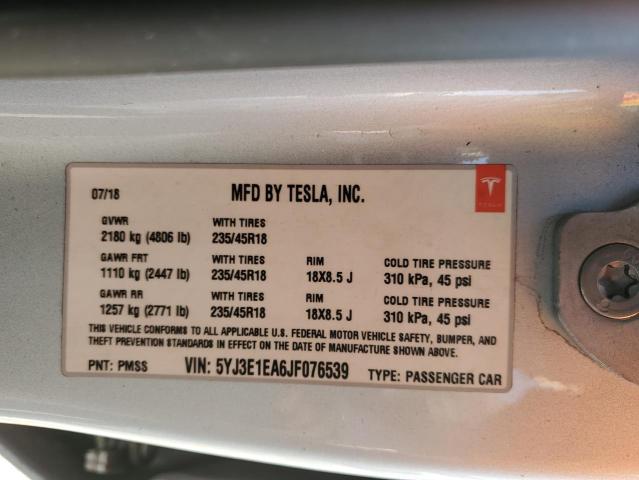 07/18 MFD BY TESLA, INC.
TESLA
GVWR WITH TIRES
2180 kg (4806 lb) 235/45R18
GAWR FRT WITH TIRES RIM COLD TIRE PRESSURE
1110 kg (2447 lb) 235/45R18 18X8.5 J 310 kPa, 45 psi
GAWR RR WITH TIRES RIM COLD TIRE PRESSURE
1257 kg (2771 lb) 235/45R18 18X8.5 J 310 kPa, 45 psi
THIS VEHICLE CONFORMS TO ALL APPLICABLE U.S. FEDERAL MOTOR VEHICLE SAFETY, BUMPER, AND
THEFT PREVENTION STANDARDS IN EFFECT ON THE DATE OF MANUFACTURE SHOWN ABOVE.
PNT: PMSS VIN: 5YJ3E1EA6JF076539 TYPE: PASSENGER CAR